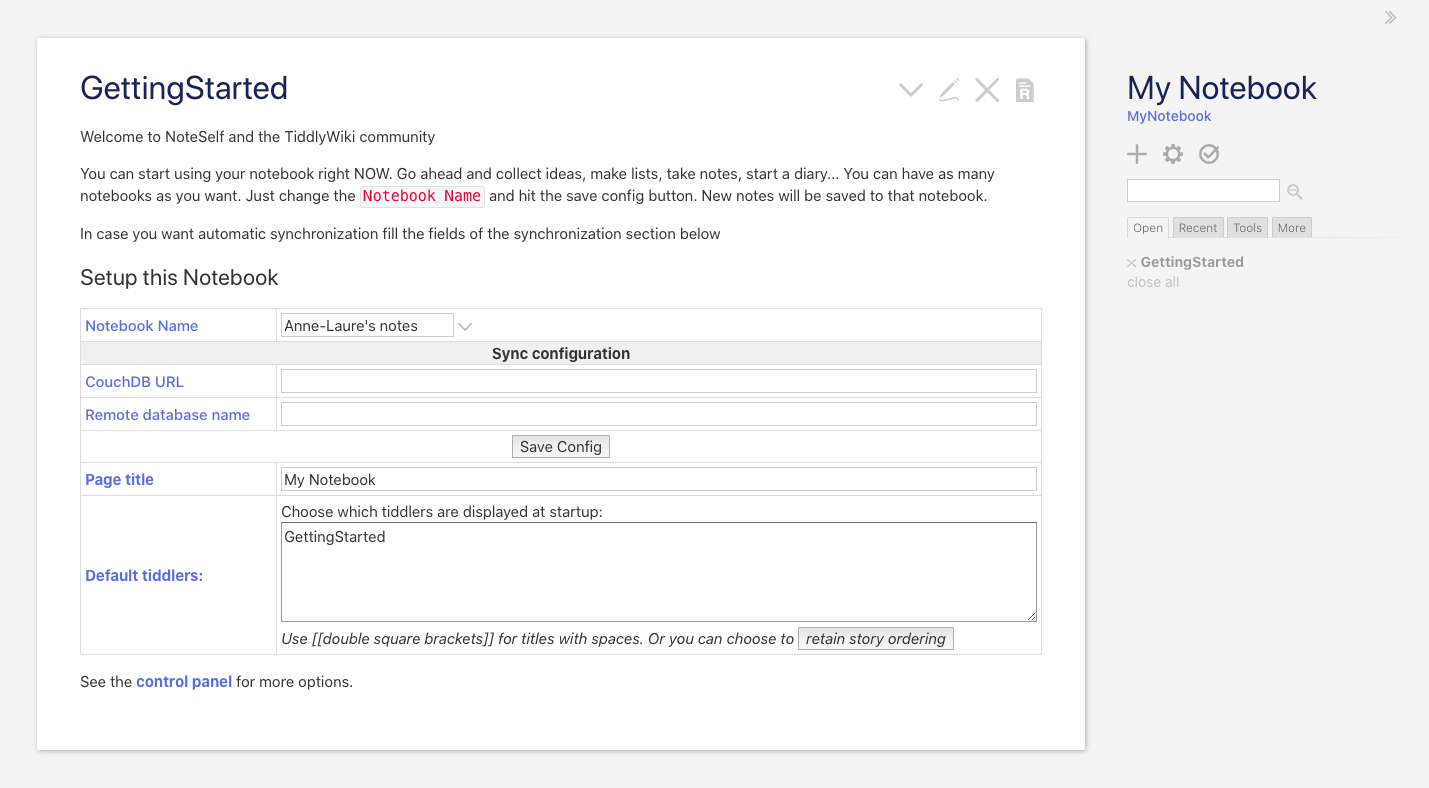 GettingStarted
Welcome to NoteSelf and the TiddlyWiki community
You can start using your notebook right NOW. Go ahead and collect ideas, make lists, take notes, start a diary... You can have as many
notebooks as you want. Just change the Notebook Name and hit the save config button. New notes will be saved to that notebook.
In case you want automatic synchronization fill the fields of the synchronization section below
Setup this Notebook
Notebook Name Anne-Laure's notes
Sync configuration
CouchDB URL
Remote database name
Save Config
Page title My Notebook
Choose which tiddlers are displayed at startup:
GettingStarted
Default tiddlers:
Use [[double square brackets]] for titles with spaces. Or you can choose to retain story ordering
See the control panel for more options.
My Notebook
MyNotebook
Open Recent Tools More
GettingStarted
close all